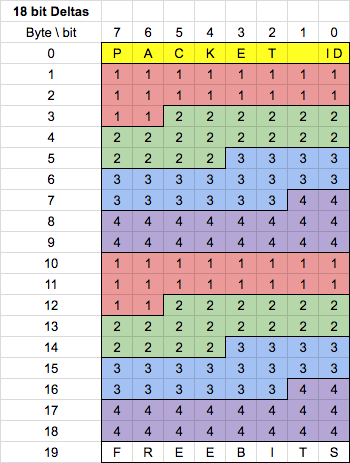 18 bit Deltas
Byte \ bit 7 6 5 4 3 2 1 0
0 P A C K E T I D
1 1 1 1 1 1 1 1 1
2 1 1 1 1 1 1 1 1
3 1 1 2 2 2 2 2 2
4 2 2 2 2 2 2 2 2
5 2 2 2 2 3 3 3 3
6 3 3 3 3 3 3 3 3
7 3 3 3 3 3 3 4 4
8 4 4 4 4 4 4 4 4
9 4 4 4 4 4 4 4 4
10 1 1 1 1 1 1 1 1
11 1 1 1 1 1 1 1 1
12 1 1 2 2 2 2 2 2
13 2 2 2 2 2 2 2 2
14 2 2 2 2 3 3 3 3
15 3 3 3 3 3 3 3 3
16 3 3 3 3 3 3 4 4
17 4 4 4 4 4 4 4 4
18 4 4 4 4 4 4 4 4
19 F R E E B I T S